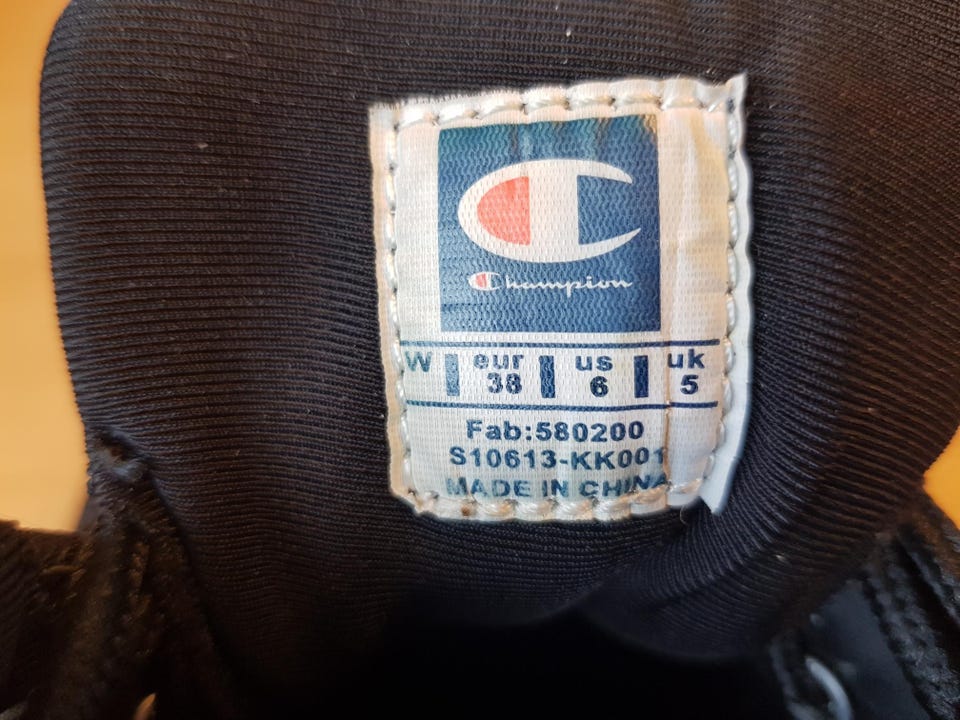 Champion
W eur us uk
38 6 5
Fab:580200
S10613-KK001
MADE IN CHINA